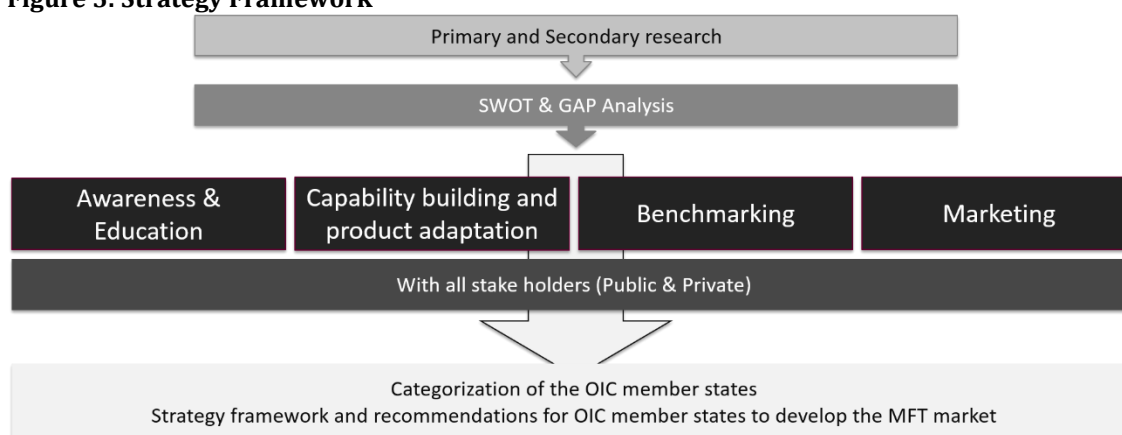 Figure 5: Strategy Framework
Primary and Secondary research
SWOT & GAP Analysis
Awareness &
Education
Capability building and
product adaptation
Benchmarking
Marketing
With all stake holders (Public & Private)
Categorization of the OIC member states
Strategy framework and recommendations for OIC member states to develop the MFT market